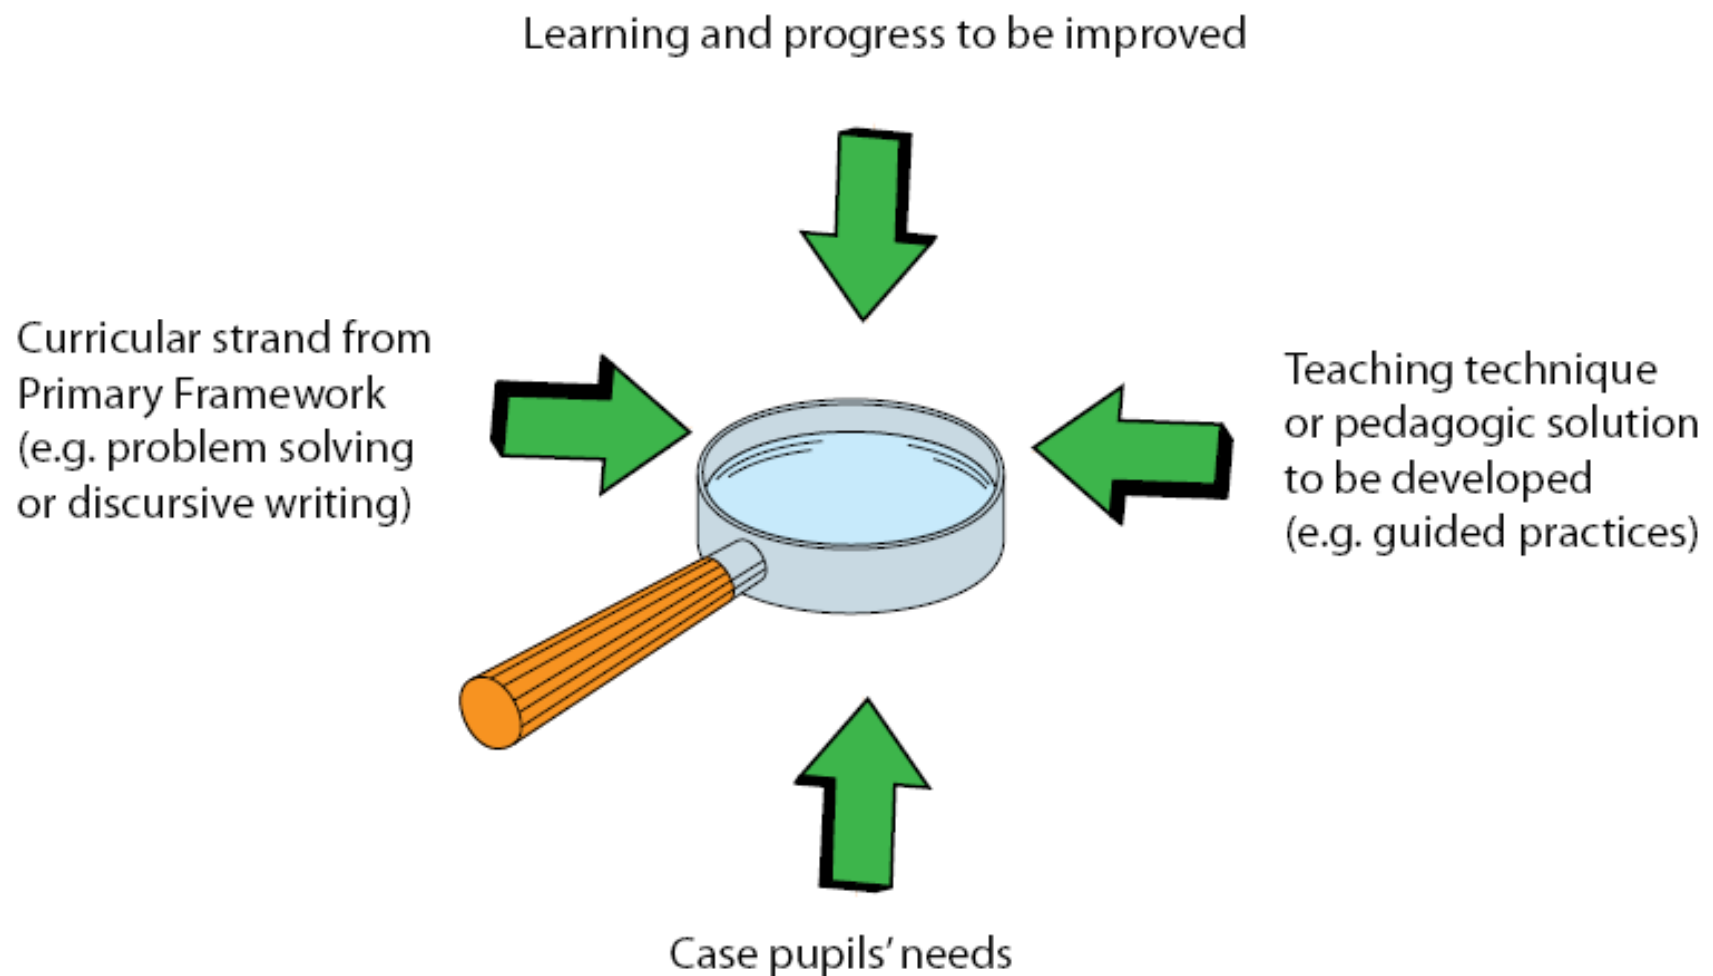 Learning and progress to be improved
Curricular strand from
Primary Framework
(e.g. problem solving
or discursive writing)
Teaching technique
or pedagogic solution
to be developed
(e.g. guided practices)
Case pupils’ needs